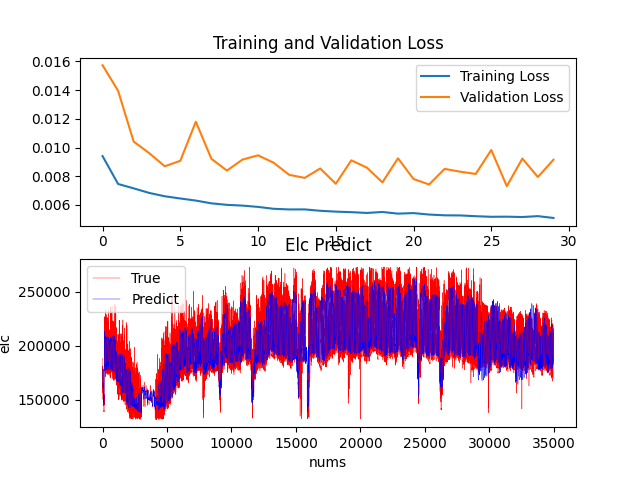 Training and Validation Loss
0.016
0.014
0.012
0.010
0.008
0.006
Training Loss
Validation Loss
0 5 10 15 20 25 30
Elc Predict
250000
200000
150000
elc
True
Predict
0 5000 10000 15000 20000 25000 30000 35000
nums